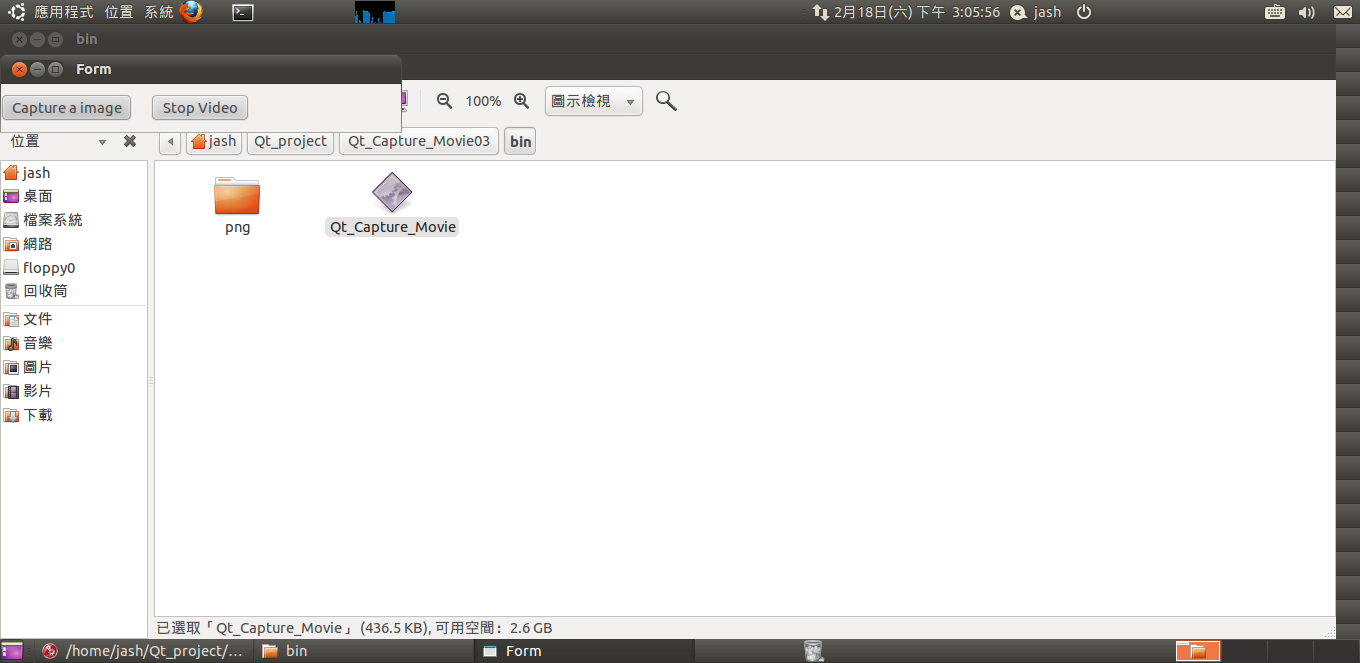 應用程式 位置 系統 2月18日(六) 下午 3:05:56 jash
bin
Form
Capture a image Stop Video 100% 圖示檢視
位置 jash Qt_project Qt_Capture_Movie03 bin
jash
桌面
檔案系統
網路
floppy0
回收筒
文件
音樂
圖片
影片
下載
png Qt_Capture_Movie
已選取「Qt_Capture_Movie」(436.5 KB), 可用空間： 2.6 GB
/home/jash/Qt_project/... bin Form